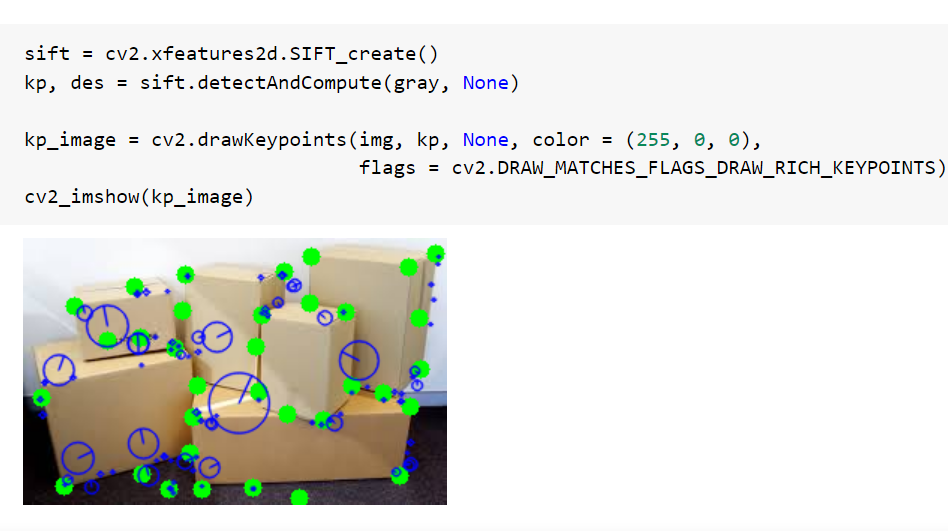 sift = cv2.xfeatures2d.SIFT_create()
kp, des = sift.detectAndCompute(gray, None)
kp_image = cv2.drawKeypoints(img, kp, None, color = (255, 0, 0),
flags = cv2.DRAW_MATCHES_FLAGS_DRAW_RICH_KEYPOINTS)
cv2_imshow(kp_image)